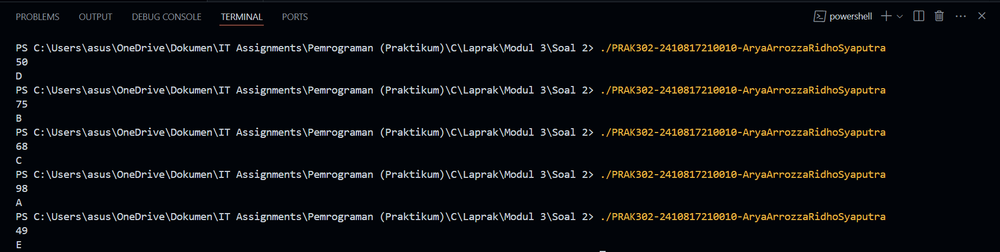 PROBLEMS OUTPUT DEBUG CONSOLE TERMINAL PORTS powershell
PS C:\Users\asus\OneDrive\Dokumen\IT Assignments\Pemrograman (Praktikum)\C\Laprak\Modul 3\Soal 2> ./PRAK302-2410817210010-AryaArrozzaRidhoSyaputra
50
D
PS C:\Users\asus\OneDrive\Dokumen\IT Assignments\Pemrograman (Praktikum)\C\Laprak\Modul 3\Soal 2> ./PRAK302-2410817210010-AryaArrozzaRidhoSyaputra
75
B
PS C:\Users\asus\OneDrive\Dokumen\IT Assignments\Pemrograman (Praktikum)\C\Laprak\Modul 3\Soal 2> ./PRAK302-2410817210010-AryaArrozzaRidhoSyaputra
68
C
PS C:\Users\asus\OneDrive\Dokumen\IT Assignments\Pemrograman (Praktikum)\C\Laprak\Modul 3\Soal 2> ./PRAK302-2410817210010-AryaArrozzaRidhoSyaputra
98
A
PS C:\Users\asus\OneDrive\Dokumen\IT Assignments\Pemrograman (Praktikum)\C\Laprak\Modul 3\Soal 2> ./PRAK302-2410817210010-AryaArrozzaRidhoSyaputra
49
E